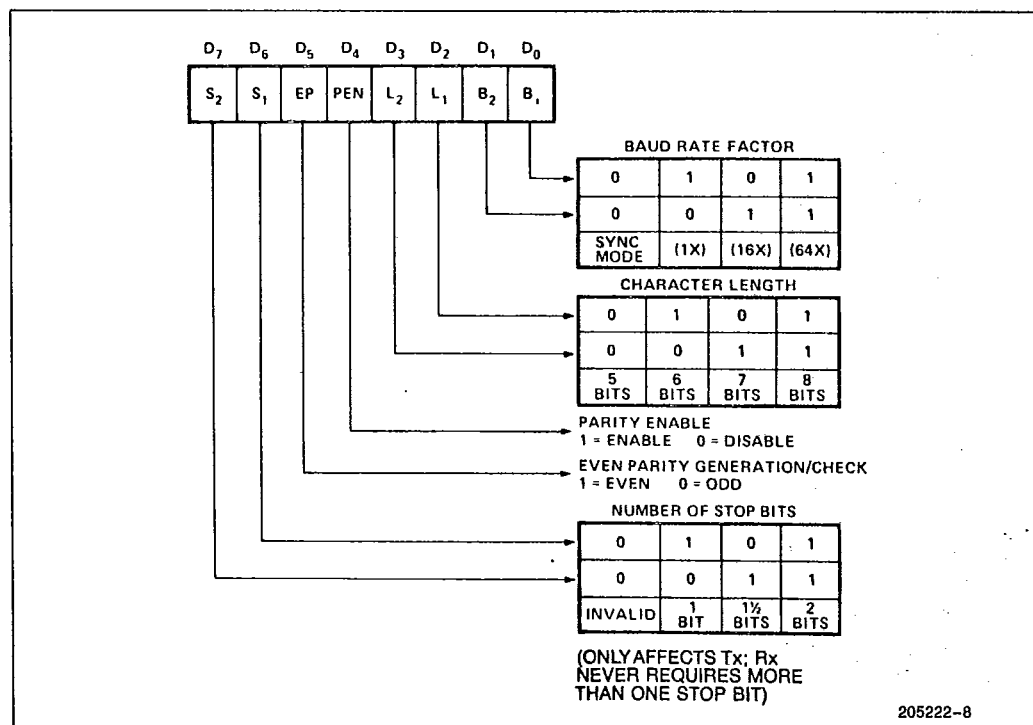 D7 D6 D5 D4 D3 D2 D1 D0
S2 S1 EP PEN L2 L1 B2 B1
BAUD RATE FACTOR
0 1 0 1
0 0 1 1
SYNC MODE (1X) (16X) (64X)
CHARACTER LENGTH
0 1 0 1
0 0 1 1
5 BITS 6 BITS 7 BITS 8 BITS
PARITY ENABLE
1 = ENABLE 0 = DISABLE
EVEN PARITY GENERATION/CHECK
1 = EVEN 0 = ODD
NUMBER OF STOP BITS
0 1 0 1
0 0 1 1
INVALID 1 BIT 1½ BITS 2 BITS
(ONLY AFFECTS Tx; Rx
NEVER REQUIRES MORE
THAN ONE STOP BIT)
205222-8